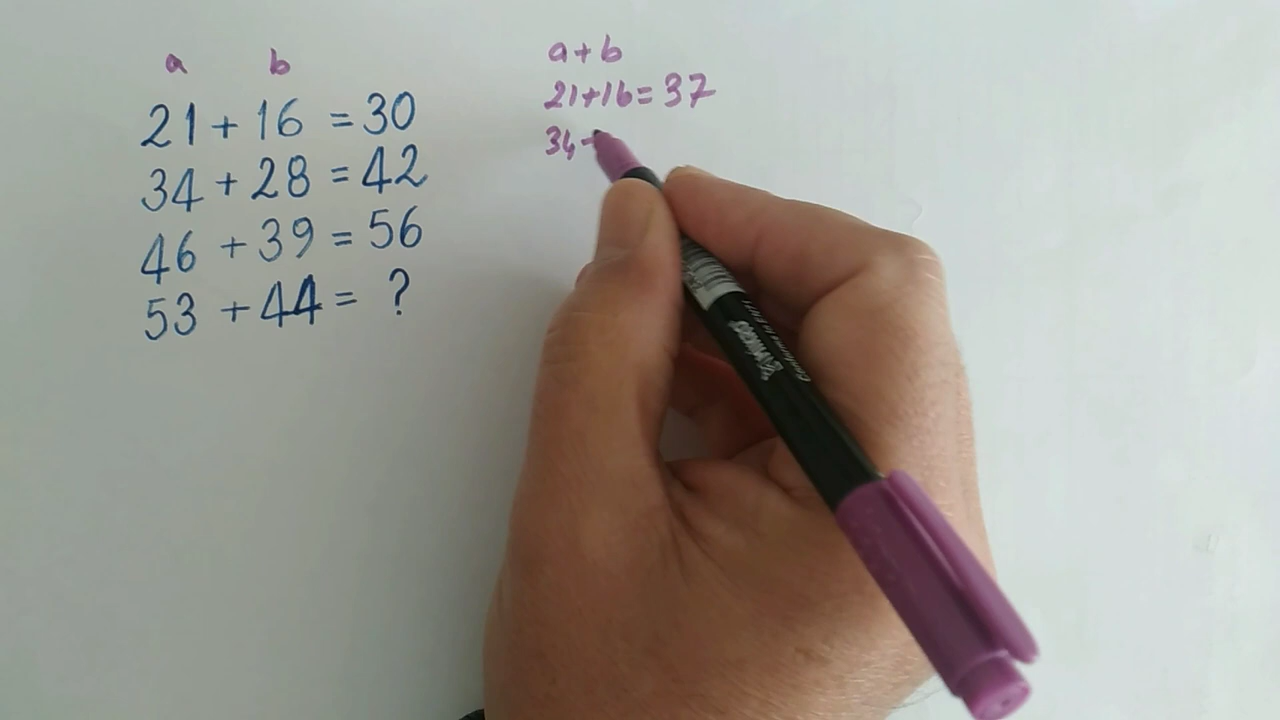 a b
21 + 16 = 30
34 + 28 = 42
46 + 39 = 56
53 + 44 = ?
a + b
21 + 16 = 37
34 -